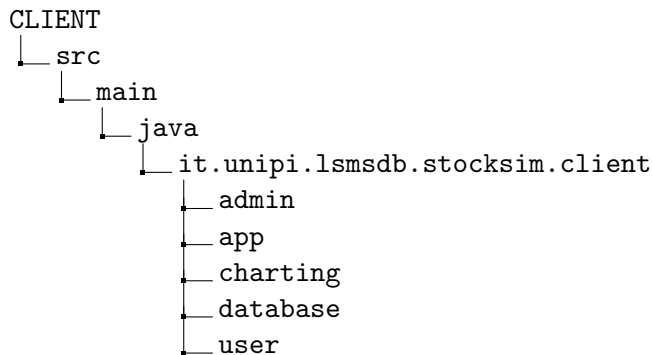 CLIENT
src
main
java
it.unipi.lsmsdb.stocksim.client
admin
app
charting
database
user